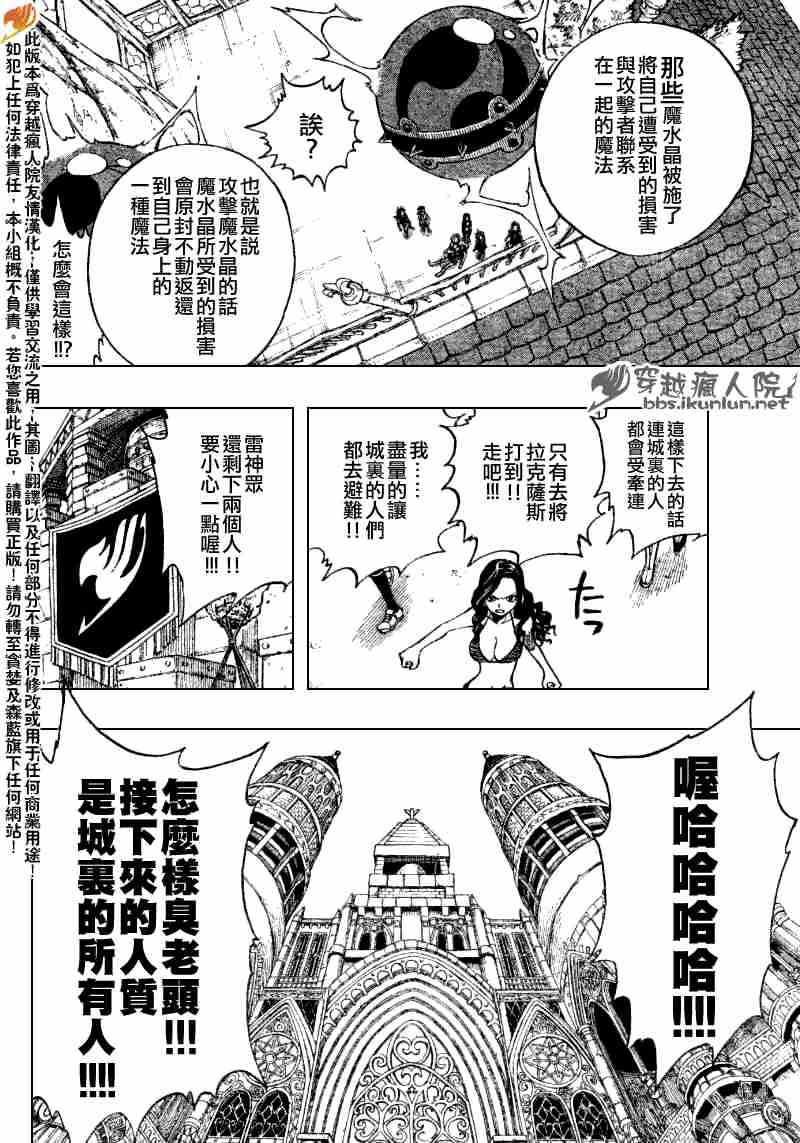 那些魔水晶被施了
將自己遭受到的損害
與攻擊者聯系
在一起的魔法
誒?
也就是說
攻擊魔水晶的話
魔水晶所受到的損害
會原封不動返還
到自己身上的
一種魔法
怎麼會這樣!!?
穿越瘋人院
bbs.ikunlun.net
這樣下去的話
連城裏的人
都會受牽連
只有去將
拉克薩斯
打到!!
走吧!!!
我……
盡量的讓
城裏的人們
都去避難!!
たっ
雷神眾
還剩下兩個人!!
要小心一點喔!!!
喔哈哈哈哈!!!!
怎麼樣臭老頭!!!
接下來的人質
是城裏的所有人!!!!
此版本爲穿越瘋人院友情漢化,僅供學習交流之用,其圖,翻譯以及任何部分不得進行修改或用于任何商業用途!
如犯上任何法律責任,本小組概不負責。若您喜歡此作品,請購買正版!請勿轉至貪婪及森藍旗下任何網站!